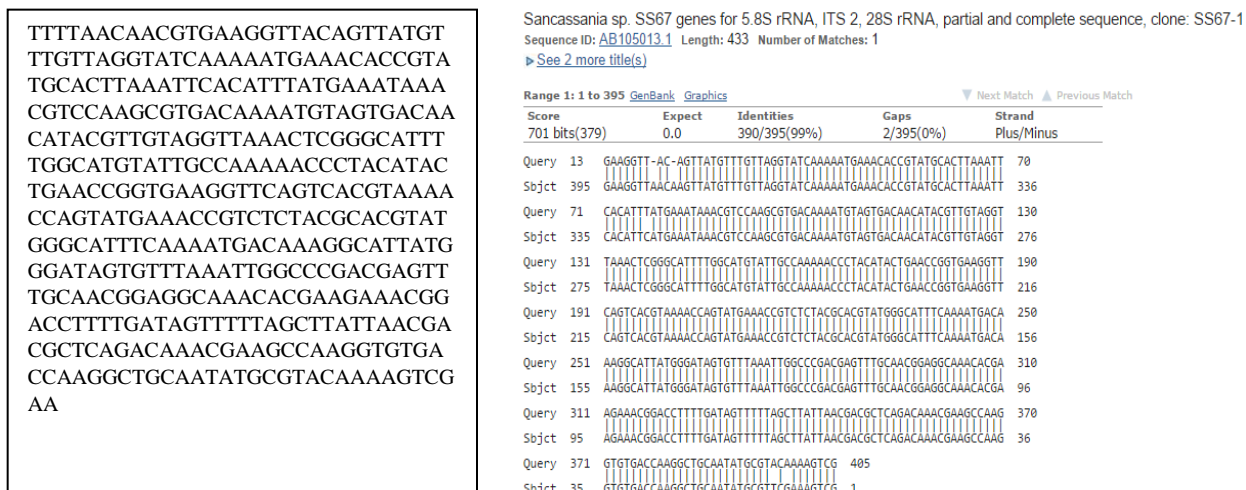 TTTTAACAACGTGAAGGTTACAGTTATGT
TTGTTAGGTATCAAAAATGAAACACCGTA
TGCACTTAAATTCACATTTATGAAATAAA
CGTCCAAGCGTGACAAAATGTAGTGACAA
CATACGTTGTAGGTTAAACTCGGGCATTT
TGGCATGTATTGCCAAAAACCCTACATAC
TGAACCGGTGAAGGTTCAGTCACGTAAAA
CCAGTATGAAACCGTCTCTACGCACGTAT
GGGCATTTCAAAATGACAAAGGCATTATG
GGATAGTGTTTAAATTGGCCCGACGAGTT
TGCAACGGAGGCAAACACGAAGAAACGG
ACCTTTTGATAGTTTTTAGCTTATTAACGA
CGCTCAGACAAACGAAGCCAAGGTGTGA
CCAAGGCTGCAATATGCGTACAAAAGTCG
AA
Sancassania sp. SS67 genes for 5.8S rRNA, ITS 2, 28S rRNA, partial and complete sequence, clone: SS67-1
Sequence ID: AB105013.1 Length: 433 Number of Matches: 1
See 2 more title(s)
Range 1: 1 to 395 GenBank Graphics Next Match Previous Match
Score Expect Identities Gaps Strand
701 bits(379) 0.0 390/395(99%) 2/395(0%) Plus/Minus
Query 13 GAAGGTT-AC-AGTTATGTTTGTTAGGTATCAAAAATGAAACACCGTATGCACTTAAATT 70
Sbjct 395 GAAGGTTAACAAGTTATGTTTGTTAGGTATCAAAAATGAAACACCGTATGCACTTAAATT 336
Query 71 CACATTTATGAAATAAACGTCCAAGCGTGACAAAATGTAGTGACAACATACGTTGTAGGT 130
Sbjct 335 CACATTCATGAAATAAACGTCCAAGCGTGACAAAATGTAGTGACAACATACGTTGTAGGT 276
Query 131 TAAACTCGGGCATTTTGGCATGTATTGCCAAAAACCCTACATACTGAACCGGTGAAGGTT 190
Sbjct 275 TAAACTCGGGCATTTTGGCATGTATTGCCAAAAACCCTACATACTGAACCGGTGAAGGTT 216
Query 191 CAGTCACGTAAAACCAGTATGAAACCGTCTCTACGCACGTATGGGCATTTCAAAATGACA 250
Sbjct 215 CAGTCACGTAAAACCAGTATGAAACCGTCTCTACGCACGTATGGGCATTTCAAAATGACA 156
Query 251 AAGGCATTATGGGATAGTGTTTAAATTGGCCCGACGAGTTTGCAACGGAGGCAAACACGA 310
Sbjct 155 AAGGCATTATGGGATAGTGTTTAAATTGGCCCGACGAGTTTGCAACGGAGGCAAACACGA 96
Query 311 AGAAACGGACCTTTTGATAGTTTTTAGCTTATTAACGACGCTCAGACAAACGAAGCCAAG 370
Sbjct 95 AGAAACGGACCTTTTGATAGTTTTTAGCTTATTAACGACGCTCAGACAAACGAAGCCAAG 36
Query 371 GTGTGACCAAGGCTGCAATATGCGTACAAAAGTCG 405
Sbjct 35 GTGTGACCAAGGCTGCAATATGCGTTCGAAAGTCG 1